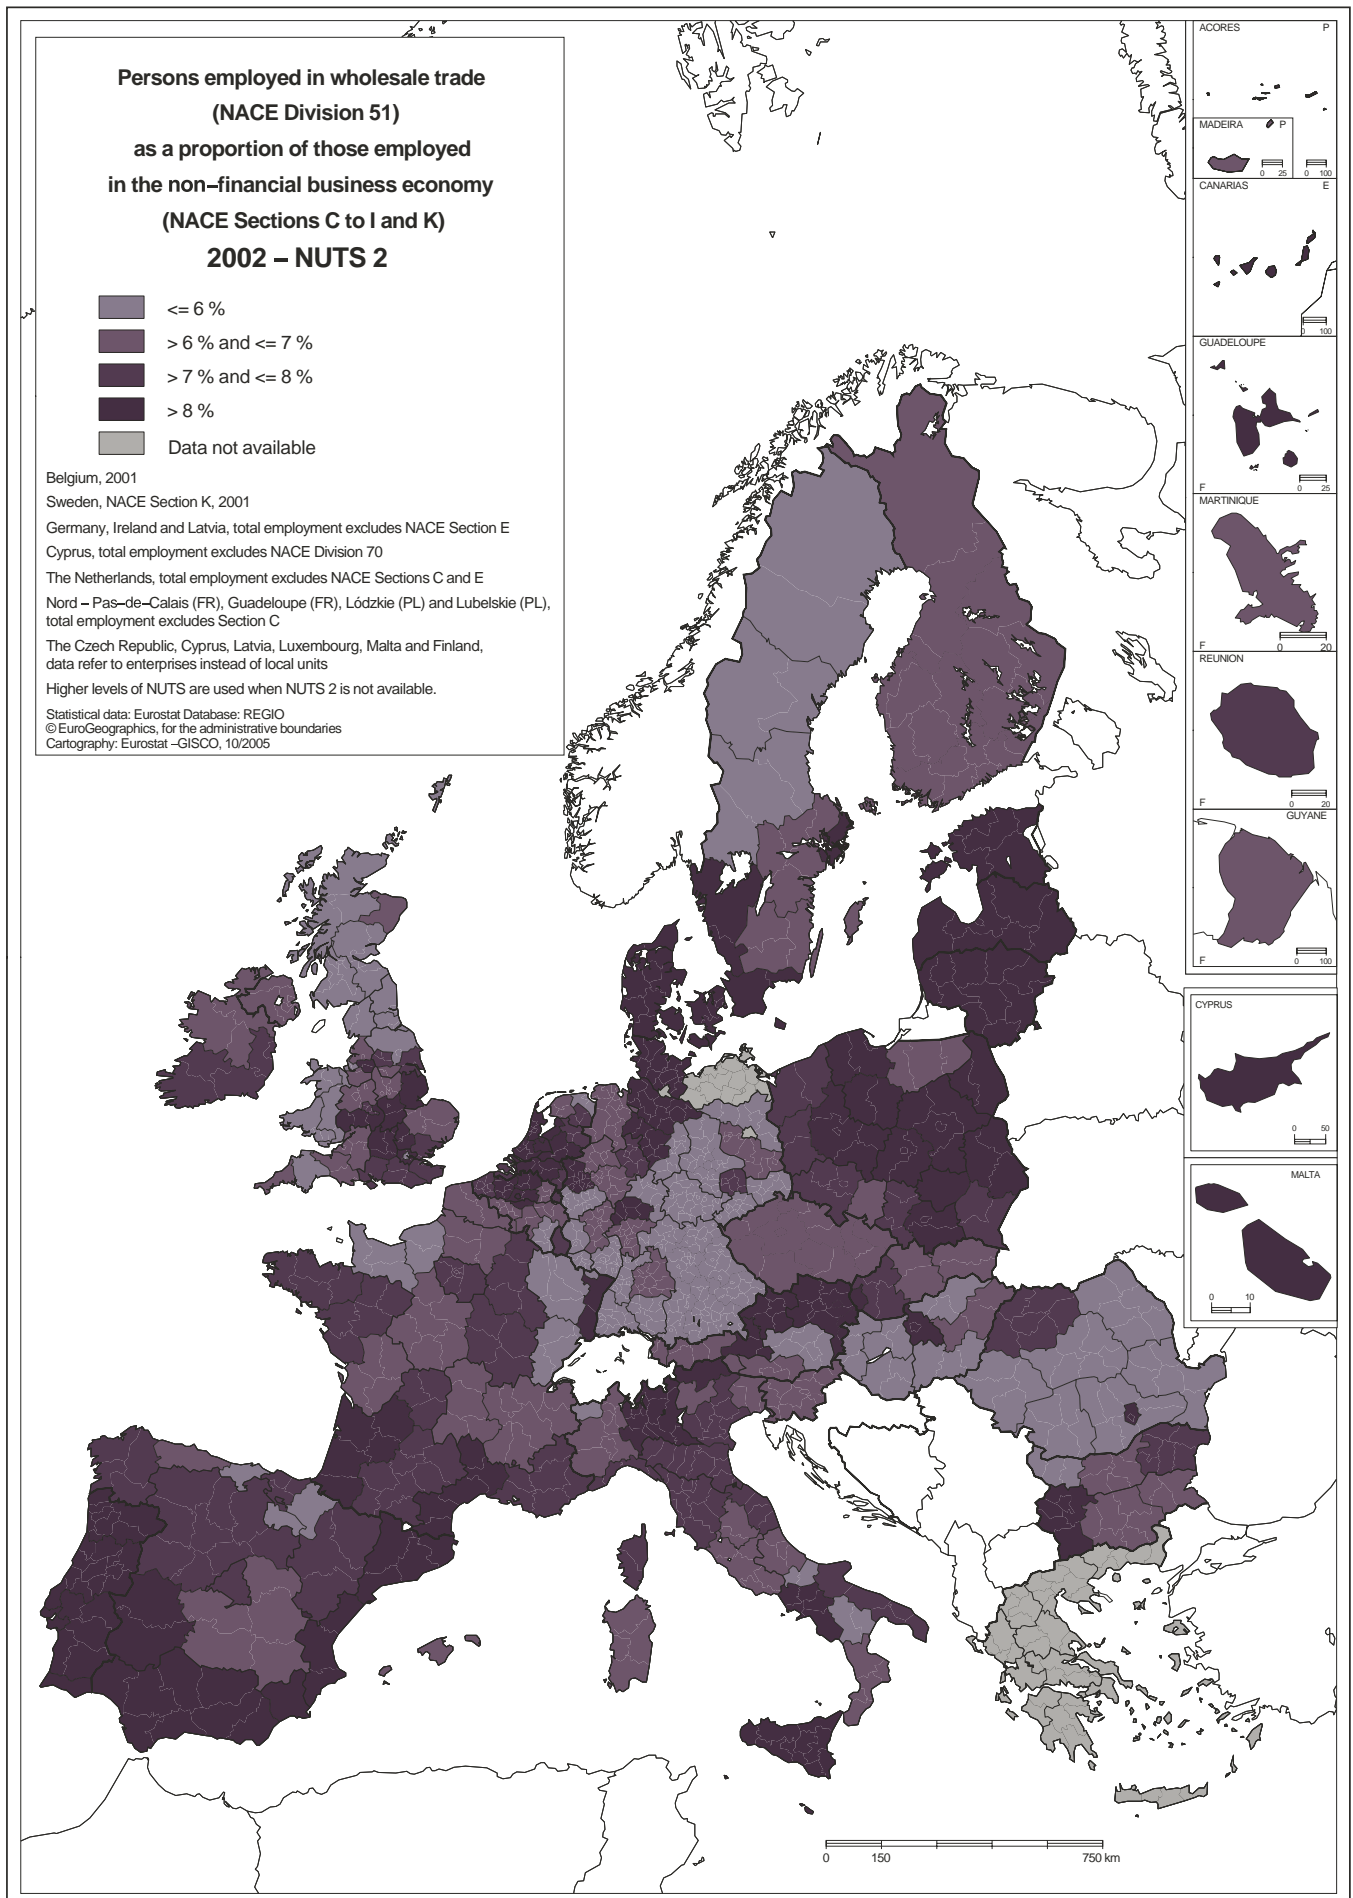 Persons employed in wholesale trade
(NACE Division 51)
as a proportion of those employed
in the non–financial business economy
(NACE Sections C to I and K)
2002 – NUTS 2
<= 6 %
> 6 % and <= 7 %
> 7 % and <= 8 %
> 8 %
Data not available
Belgium, 2001
Sweden, NACE Section K, 2001
Germany, Ireland and Latvia, total employment excludes NACE Section E
Cyprus, total employment excludes NACE Division 70
The Netherlands, total employment excludes NACE Sections C and E
Nord – Pas–de–Calais (FR), Guadeloupe (FR), Lódzkie (PL) and Lubelskie (PL),
total employment excludes Section C
The Czech Republic, Cyprus, Latvia, Luxembourg, Malta and Finland,
data refer to enterprises instead of local units
Higher levels of NUTS are used when NUTS 2 is not available.
Statistical data: Eurostat Database: REGIO
© EuroGeographics, for the administrative boundaries
Cartography: Eurostat –GISCO, 10/2005
ACORES P
MADEIRA P
0 25 0 100
CANARIAS E
0 100
GUADELOUPE
F 0 25
MARTINIQUE
F 0 20
REUNION
F 0 20
GUYANE
F 0 100
CYPRUS
0 50
MALTA
0 10
0 150 750 km